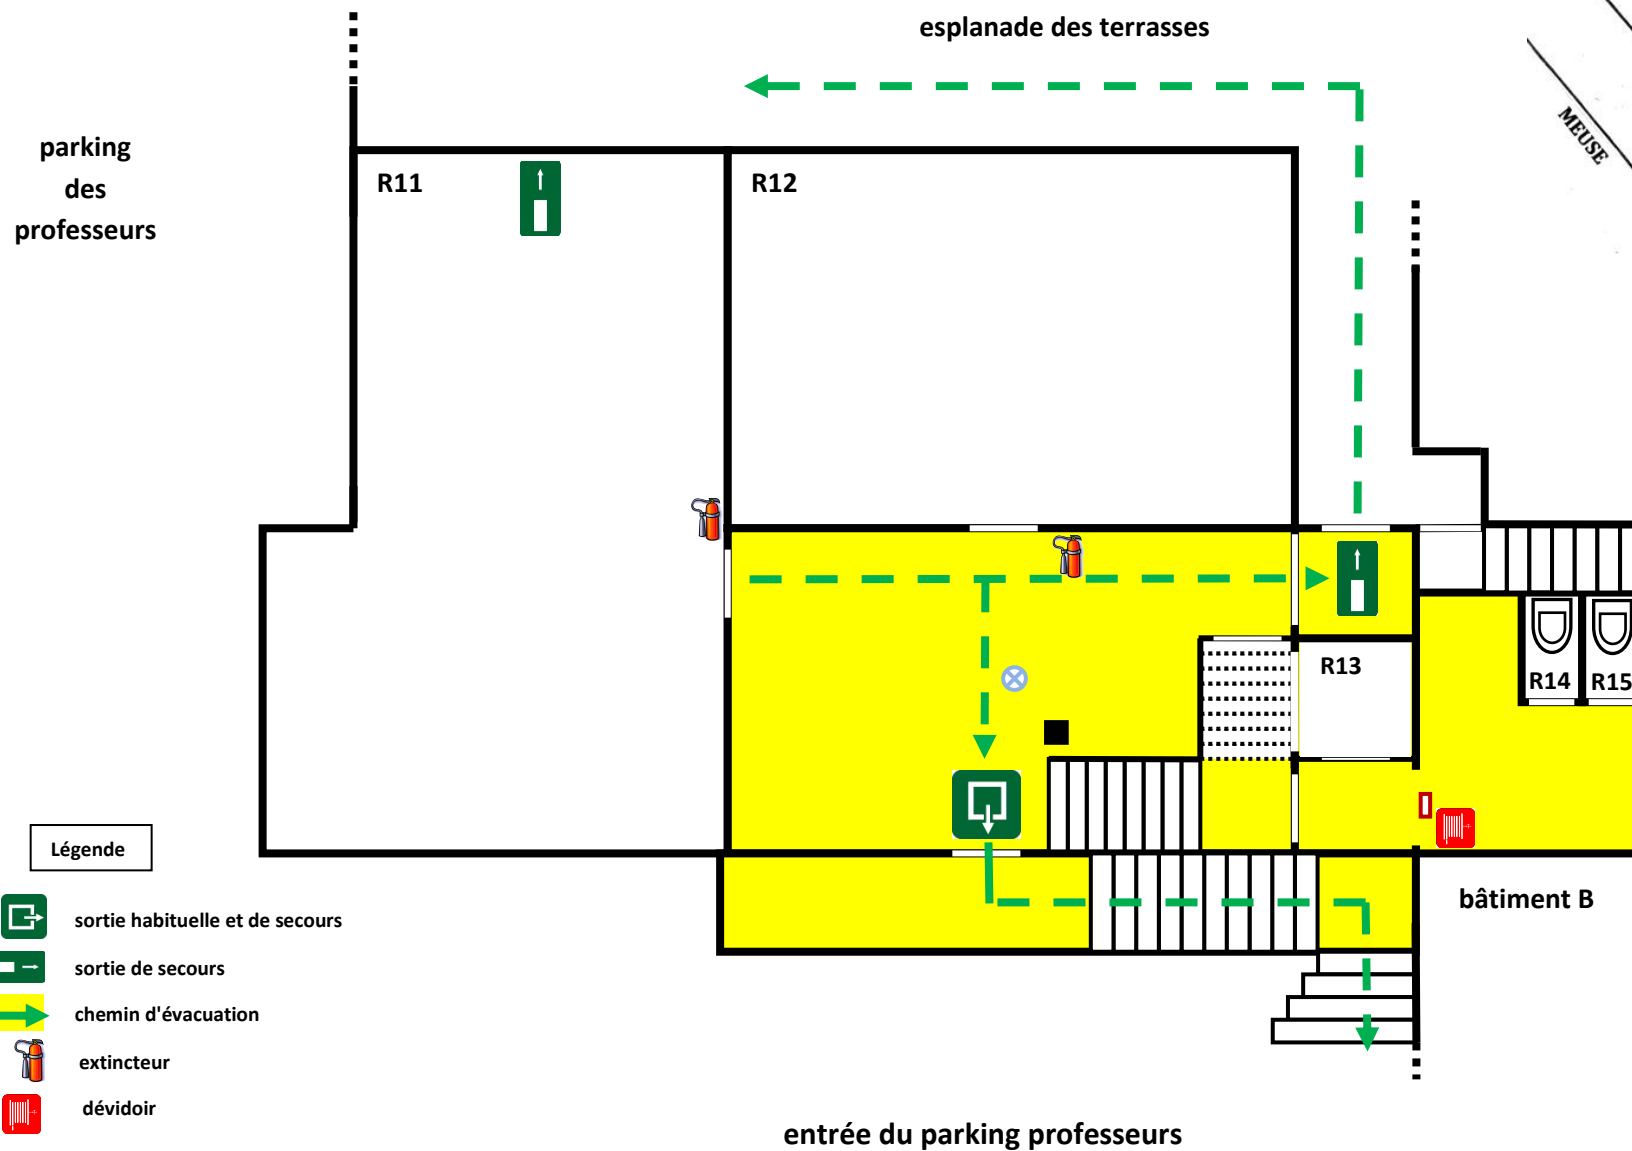 esplanade des terrasses
MEUSE
parking
des
professeurs
R11
R12
R13
R14
R15
Légende
sortie habituelle et de secours
sortie de secours
chemin d'évacuation
extincteur
dévidoir
bâtiment B
entrée du parking professeurs